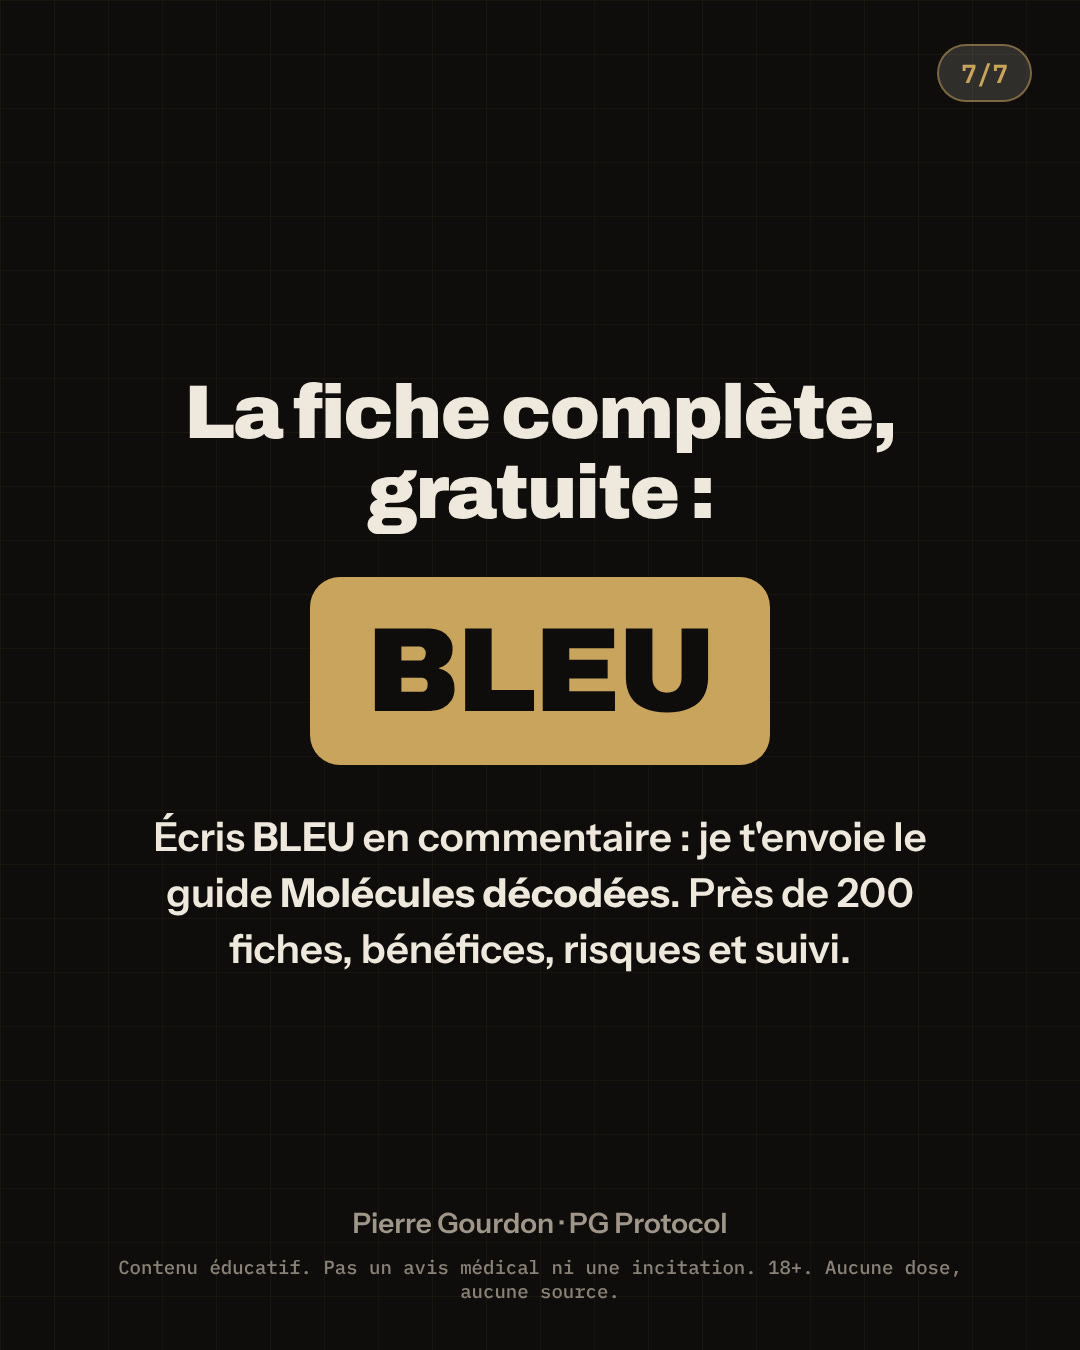 7/7
La fiche complète,
gratuite :
BLEU
Écris BLEU en commentaire : je t'envoie le
guide Molécules décodées. Près de 200
fiches, bénéfices, risques et suivi.
Pierre Gourdon · PG Protocol
Contenu éducatif. Pas un avis médical ni une incitation. 18+. Aucune dose,
aucune source.